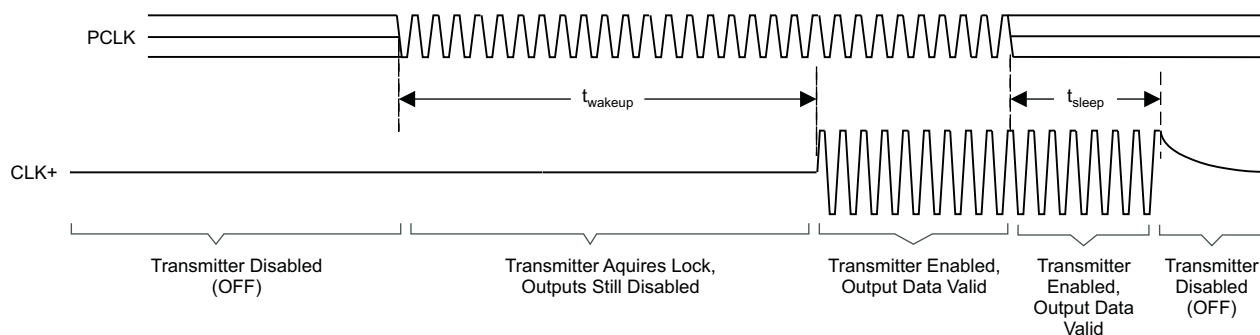 PCLK
twakeup
tsleep
CLK+
Transmitter Disabled
(OFF)
Transmitter Aquires Lock,
Outputs Still Disabled
Transmitter Enabled,
Output Data Valid
Transmitter
Enabled,
Output Data
Valid
Transmitter
Disabled
(OFF)